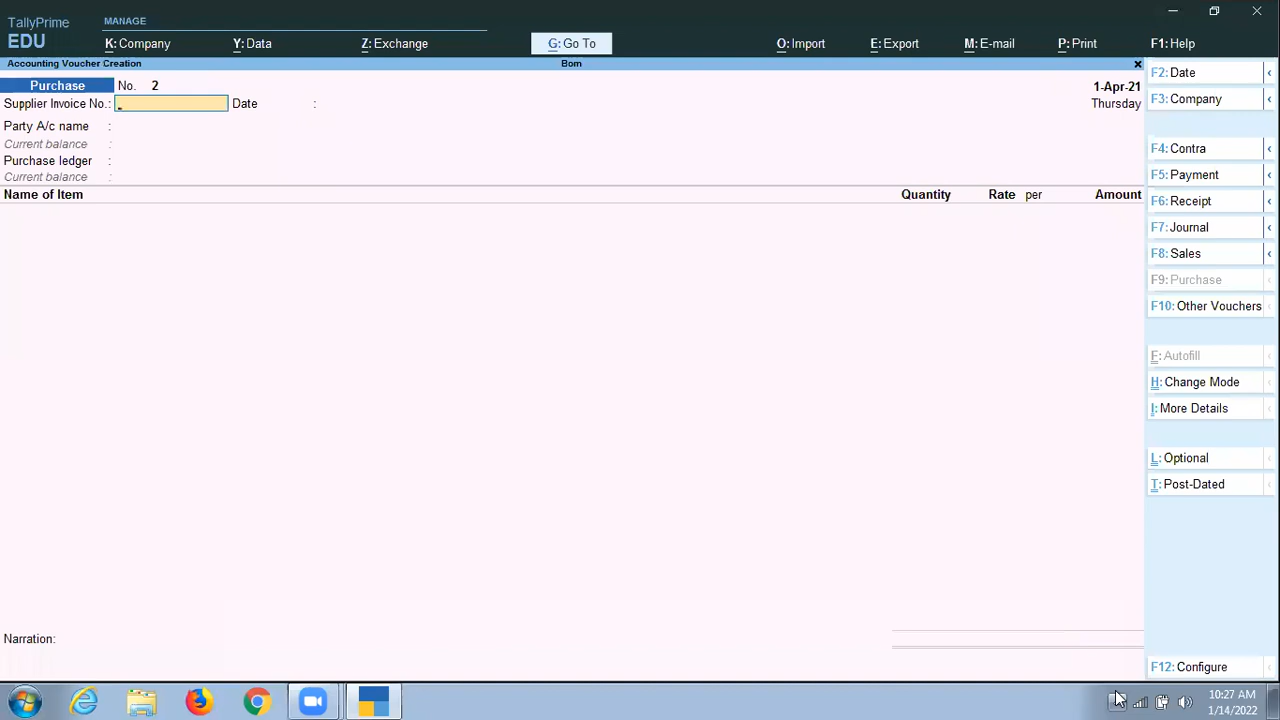 TallyPrime
EDU
MANAGE
K: Company
Y: Data
Z: Exchange
G: Go To
O: Import
E: Export
M: E-mail
P: Print
F1: Help
Accounting Voucher Creation
Bom
×
Purchase No. 2
1-Apr-21
Supplier Invoice No.:
Date :
Thursday
Party A/c name :
Current balance :
Purchase ledger :
Current balance :
Name of Item Quantity Rate per Amount
F2: Date
F3: Company
F4: Contra
F5: Payment
F6: Receipt
F7: Journal
F8: Sales
F9: Purchase
F10: Other Vouchers
F: Autofill
H: Change Mode
I: More Details
L: Optional
T: Post-Dated
Narration:
F12: Configure
10:27 AM
1/14/2022